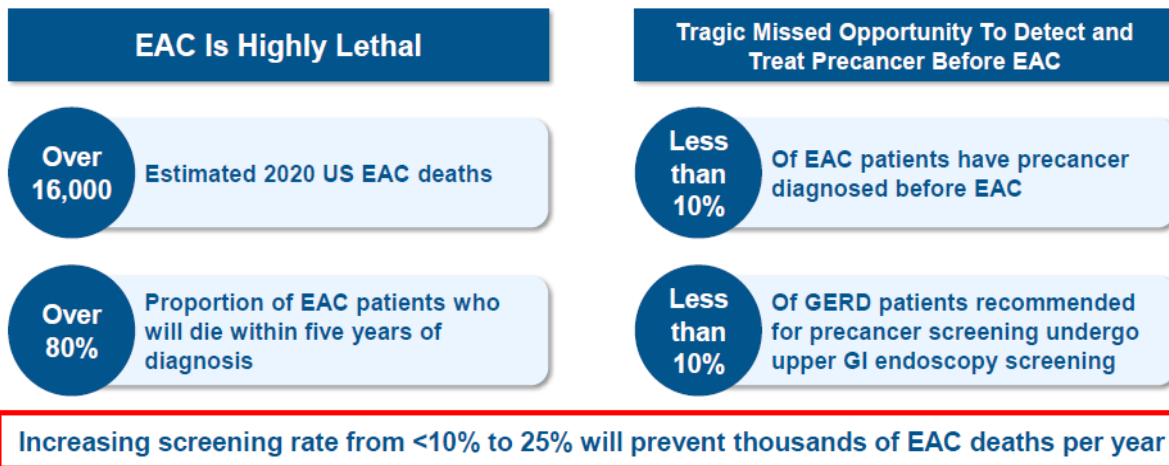 EAC Is Highly Lethal
Over
16,000
Estimated 2020 US EAC deaths
Over
80%
Proportion of EAC patients who
will die within five years of
diagnosis
Tragic Missed Opportunity To Detect and
Treat Precancer Before EAC
Less
than
10%
Of EAC patients have precancer
diagnosed before EAC
Less
than
10%
Of GERD patients recommended
for precancer screening undergo
upper GI endoscopy screening
Increasing screening rate from <10% to 25% will prevent thousands of EAC deaths per year